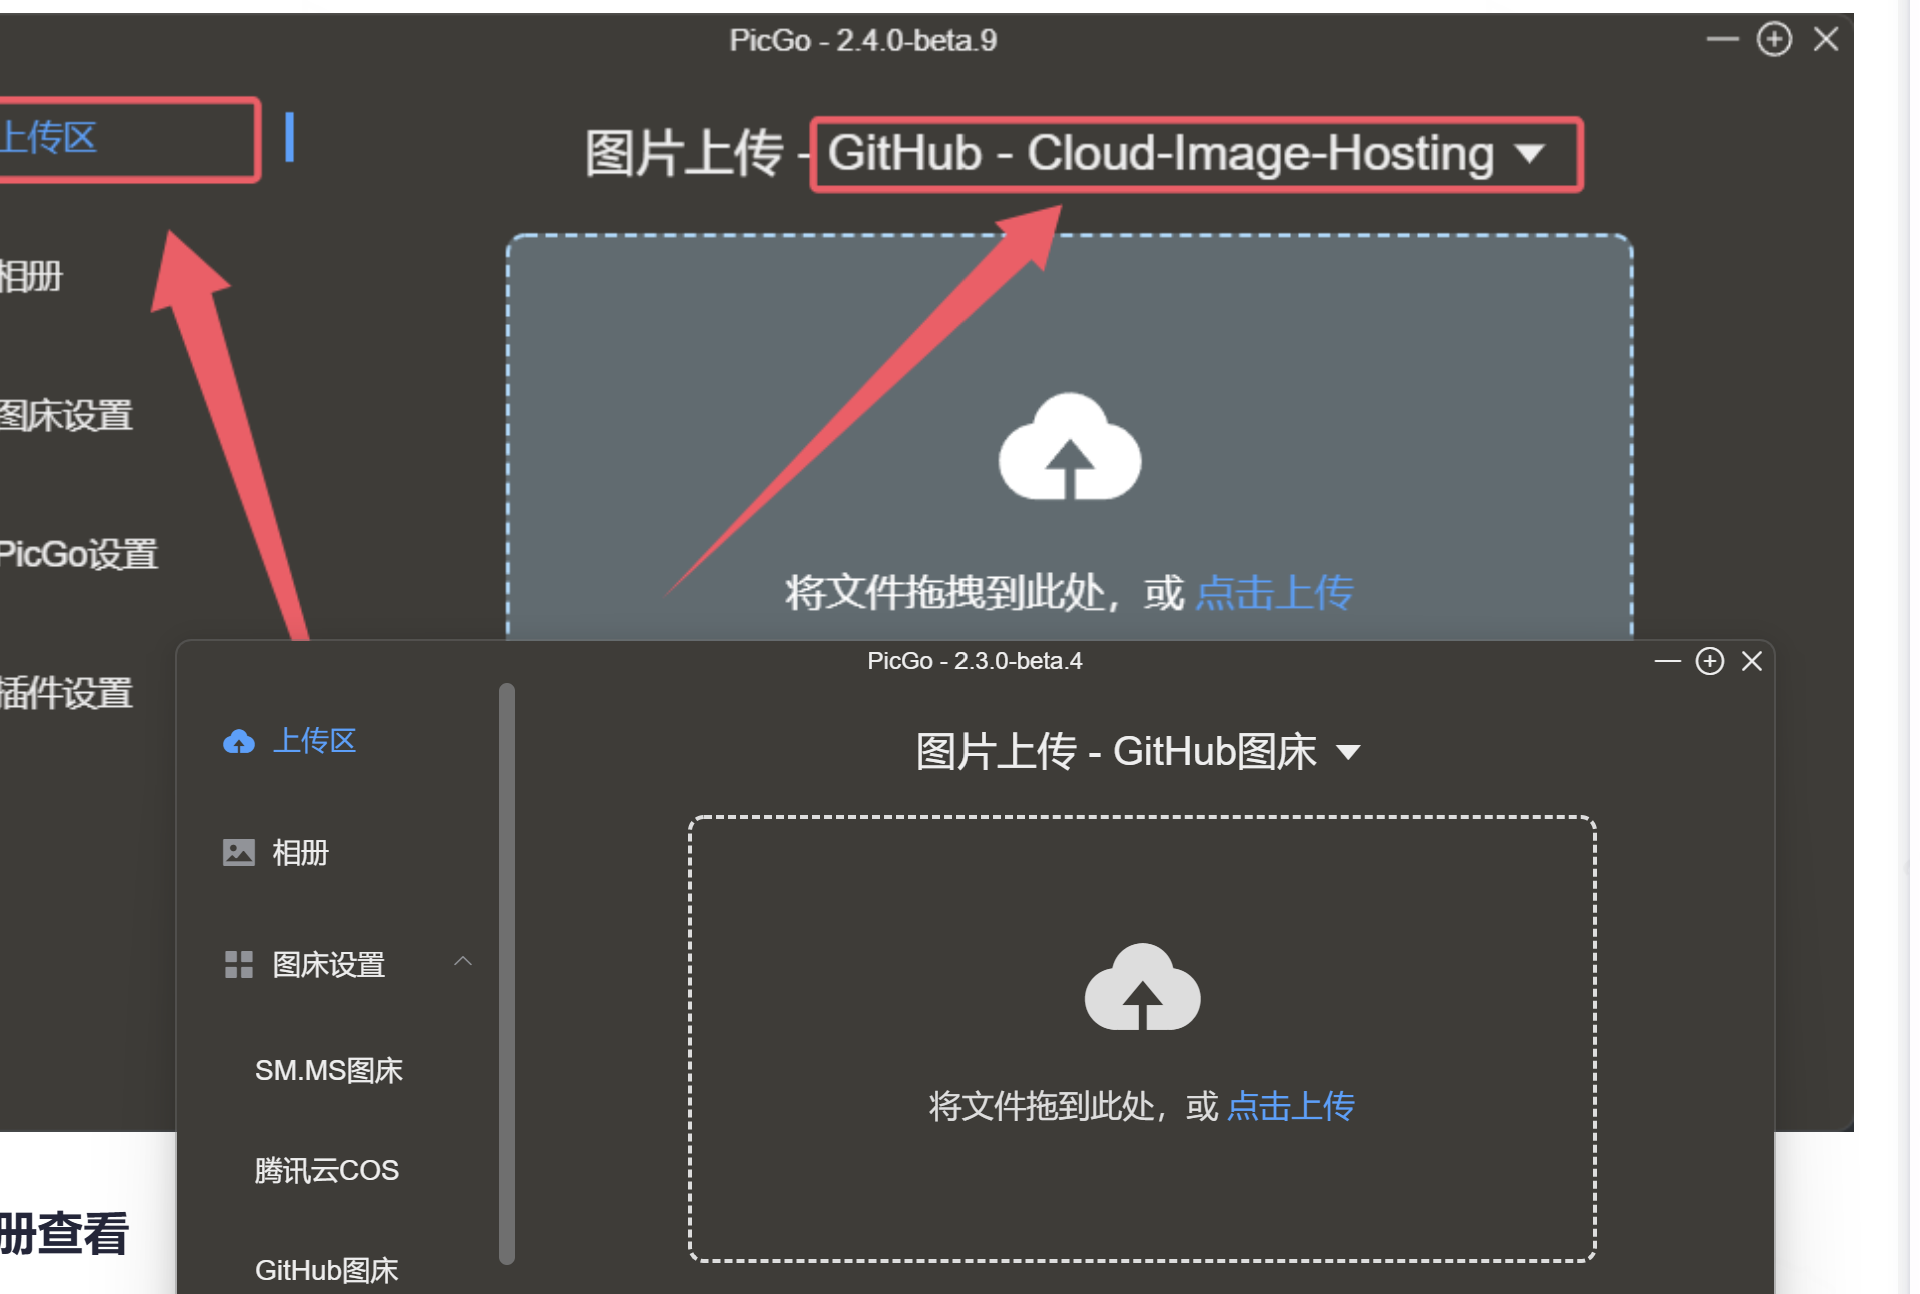 PicGo - 2.4.0-beta.9
上传区
图片上传 - GitHub - Cloud-Image-Hosting
相册
图床设置
PicGo设置
将文件拖拽到此处，或 点击上传
插件设置
PicGo - 2.3.0-beta.4
上传区
图片上传 - GitHub图床
相册
图床设置
SM.MS图床
将文件拖到此处，或 点击上传
腾讯云COS
册查看
GitHub图床